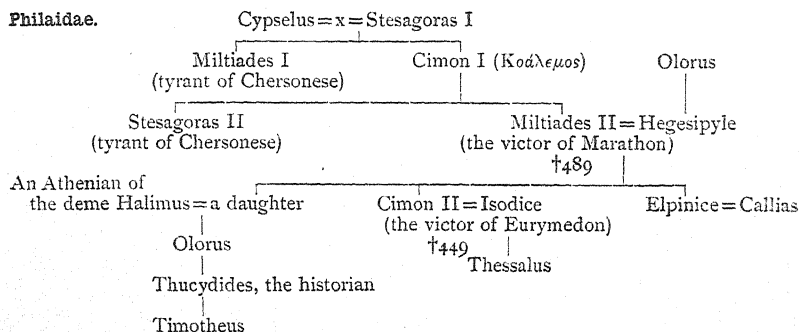 Philaidae.
Cypselus = x = Stesagoras I
Miltiades I Cimon I (Κοάλεμος) Olorus
(tyrant of Chersonese)
Stesagoras II Miltiades II = Hegesipyle
(tyrant of Chersonese) (the victor of Marathon)
†489
An Athenian of
the deme Halimus = a daughter Cimon II = Isodice Elpinice = Callias
(the victor of Eurymedon)
Olorus †449
Thessalus
Thucydides, the historian
Timotheus